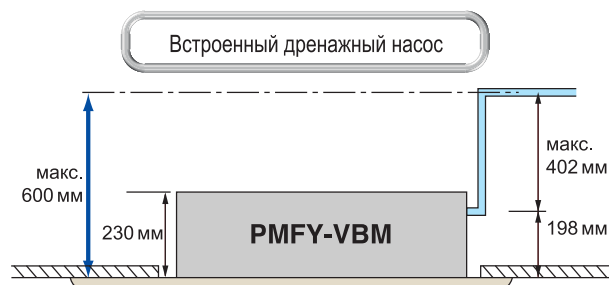 Встроенный дренажный насос
макс.
600 мм
230 мм
PMFY-VBM
макс.
402 мм
198 мм